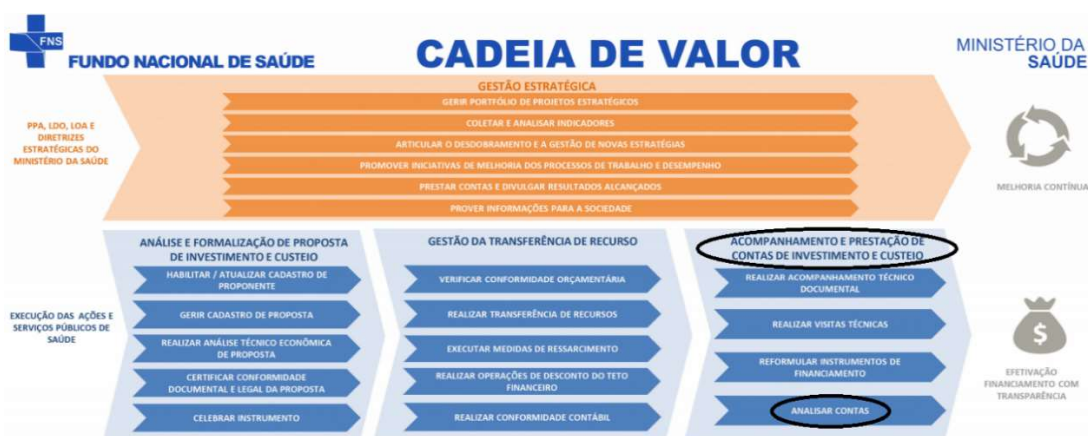 FNS
FUNDO NACIONAL DE SAÚDE
CADEIA DE VALOR
MINISTÉRIO DA
SAÚDE
GESTÃO ESTRATÉGICA
GERIR PORTFÓLIO DE PROJETOS ESTRATÉGICOS
COLETAR E ANALISAR INDICADORES
ARTICULAR O DESDOBRAMENTO E A GESTÃO DE NOVAS ESTRATÉGIAS
PROMOVER INICIATIVAS DE MELHORIA DOS PROCESSOS DE TRABALHO E DESEMPENHO
PRESTAR CONTAS E DIVULGAR RESULTADOS ALCANÇADOS
PROVER INFORMAÇÕES PARA A SOCIEDADE
PPA, LDO, LOA E
DIRETRIZES
ESTRATÉGICAS DO
MINISTÉRIO DA SAÚDE
MELHORIA CONTÍNUA
EXECUÇÃO DAS AÇÕES E
SERVIÇOS PÚBLICOS DE
SAÚDE
ANÁLISE E FORMALIZAÇÃO DE PROPOSTA
DE INVESTIMENTO E CUSTEIO
HABILITAR / ATUALIZAR CADASTRO DE
PROPONENTE
GERIR CADASTRO DE PROPOSTA
REALIZAR ANÁLISE TÉCNICO ECONÔMICA
DE PROPOSTA
CERTIFICAR CONFORMIDADE
DOCUMENTAL E LEGAL DA PROPOSTA
CELEBRAR INSTRUMENTO
GESTÃO DA TRANSFERÊNCIA DE RECURSO
VERIFICAR CONFORMIDADE ORÇAMENTÁRIA
REALIZAR TRANSFERÊNCIA DE RECURSOS
EXECUTAR MEDIDAS DE RESSARCIMENTO
REALIZAR OPERAÇÕES DE DESCONTO DO TETO
FINANCEIRO
REALIZAR CONFORMIDADE CONTÁBIL
ACOMPANHAMENTO E PRESTAÇÃO DE
CONTAS DE INVESTIMENTO E CUSTEIO
REALIZAR ACOMPANHAMENTO TÉCNICO
DOCUMENTAL
REALIZAR VISITAS TÉCNICAS
REFORMULAR INSTRUMENTOS DE
FINANCIAMENTO
ANALISAR CONTAS
$
EFETIVAÇÃO
FINANCIAMENTO COM
TRANSPARÊNCIA